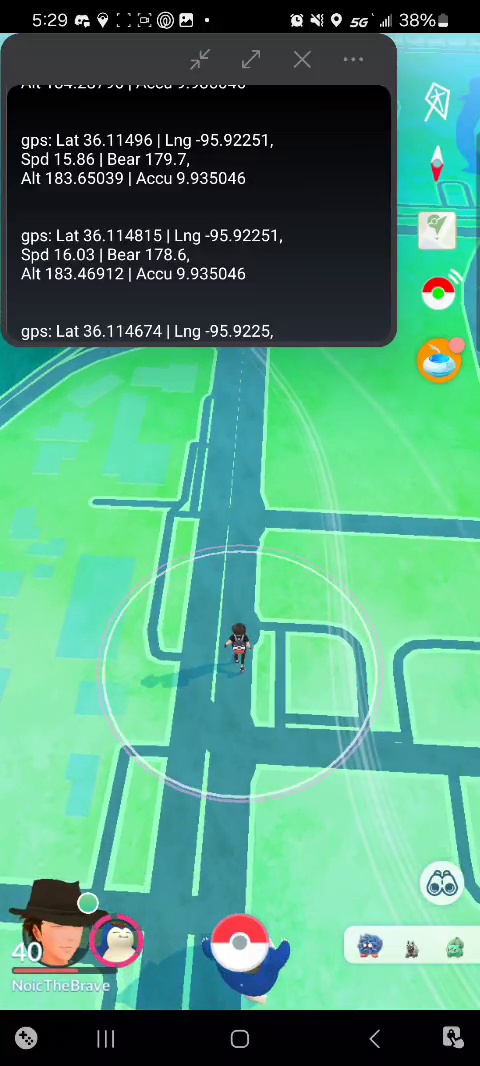 5:29
5G
38%
gps: Lat 36.11496 | Lng -95.92251,
Spd 15.86 | Bear 179.7,
Alt 183.65039 | Accu 9.935046
gps: Lat 36.114815 | Lng -95.92251,
Spd 16.03 | Bear 178.6,
Alt 183.46912 | Accu 9.935046
gps: Lat 36.114674 | Lng -95.9225,
40
NoicTheBrave